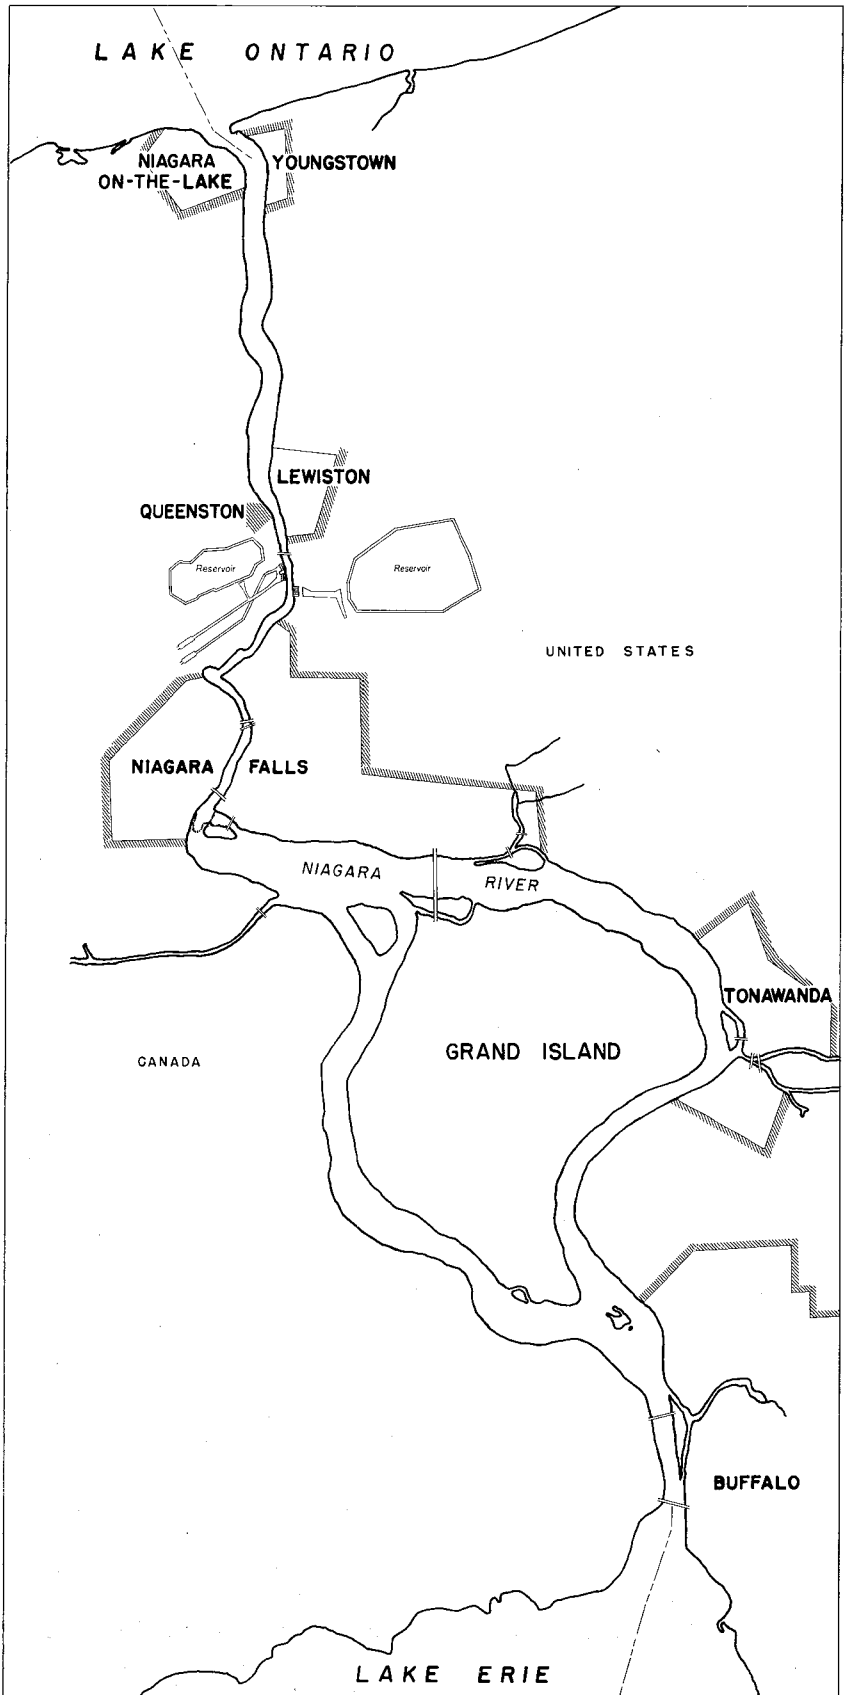 LAKE ONTARIO
NIAGARA
ON-THE-LAKE
YOUNGSTOWN
LEWISTON
QUEENSTON
Reservoir
Reservoir
UNITED STATES
NIAGARA FALLS
NIAGARA RIVER
TONAWANDA
GRAND ISLAND
CANADA
BUFFALO
LAKE ERIE